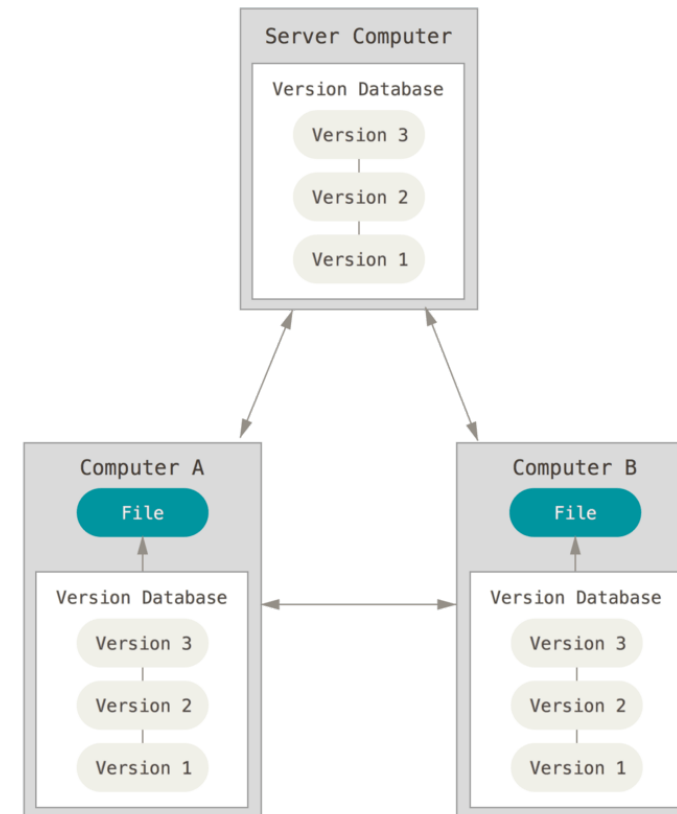 Server Computer
Version Database
Version 3
Version 2
Version 1
Computer A
File
Version Database
Version 3
Version 2
Version 1
Computer B
File
Version Database
Version 3
Version 2
Version 1